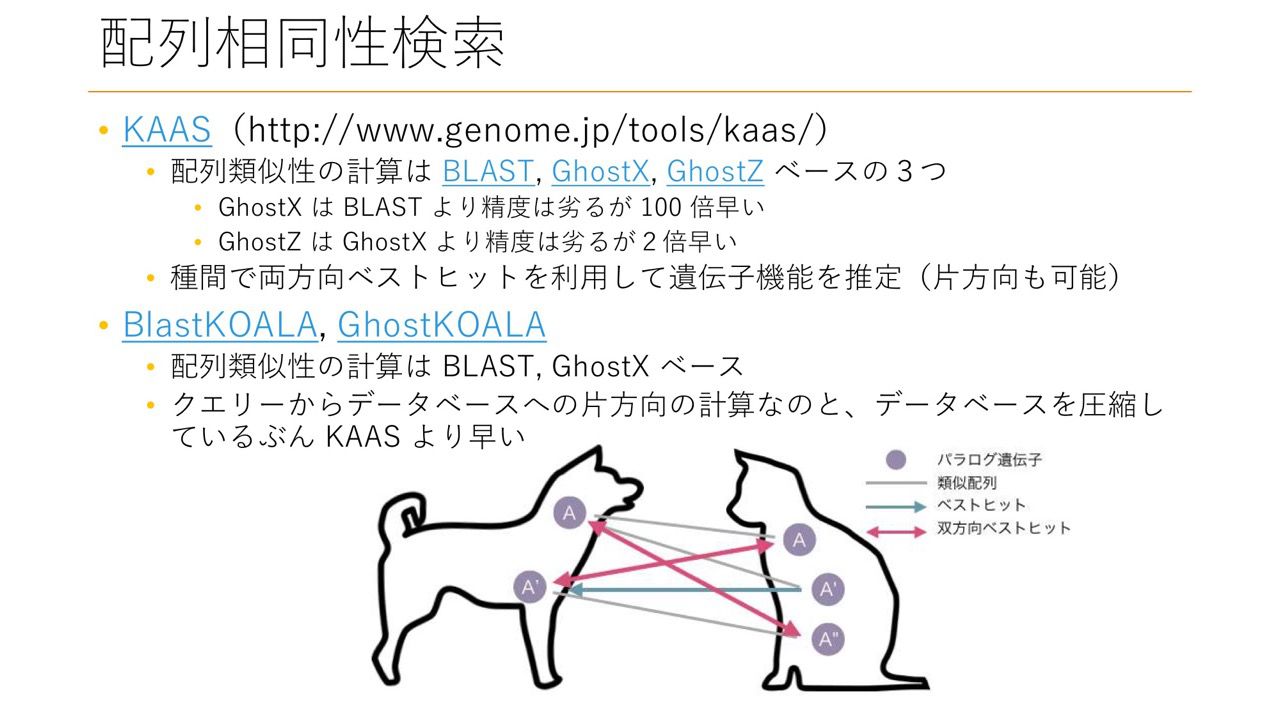 配列相同性検索
• KAAS（http://www.genome.jp/tools/kaas/）
• 配列類似性の計算は BLAST, GhostX, GhostZ ベースの３つ
• GhostX は BLAST より精度は劣るが 100 倍早い
• GhostZ は GhostX より精度は劣るが２倍早い
• 種間で両方向ベストヒットを利用して遺伝子機能を推定（片方向も可能）
• BlastKOALA, GhostKOALA
• 配列類似性の計算は BLAST, GhostX ベース
• クエリーからデータベースへの片方向の計算なのと、データベースを圧縮し
ているぶん KAAS より早い
パラログ遺伝子
類似配列
ベストヒット
双方向ベストヒット
A
A'
A
A'
A"